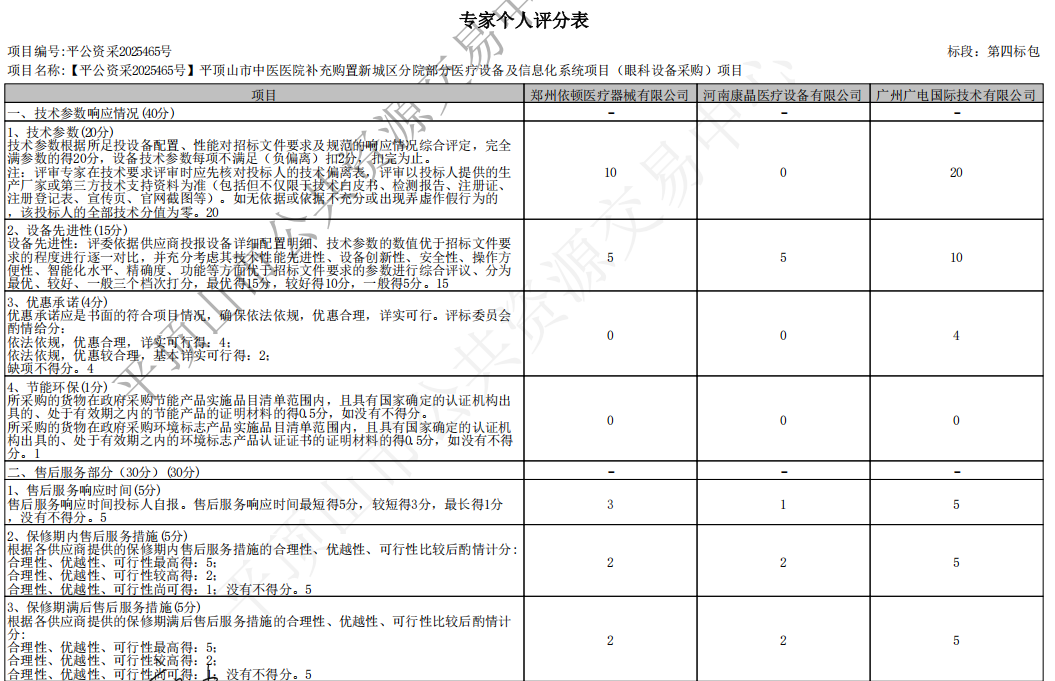 专家个人评分表
项目编号:平公资采2025465号 标段：第四标包
项目名称:【平公资采2025465号】平顶山市中医医院补充购置新城区分院部分医疗设备及信息化系统项目（眼科设备采购）项目
项目 郑州依顿医疗器械有限公司 河南康晶医疗设备有限公司 广州广电国际技术有限公司
一、技术参数响应情况(40分) - - -
1、技术参数(20分)
技术参数根据所足投设备配置、性能对招标文件要求及规范的响应情况综合评定，完全
满参数的得20分，设备技术参数每项不满足（负偏离）扣2分，扣完为止。
注：评审专家在技术要求评审时应先核对投标人的技术偏离表，评审以投标人提供的生
产厂家或第三方技术支持资料为准（包括但不仅限于技术白皮书、检测报告、注册证、
注册登记表、宣传页、官网截图等）。如无依据或依据不充分或出现弄虚作假行为的
，该投标人的全部技术分值为零。20
10 0 20
2、设备先进性(15分)
设备先进性：评委依据供应商投报设备详细配置明细、技术参数的数值优于招标文件要
求的程度进行逐一对比，并充分考虑其技术性能先进性、设备创新性、安全性、操作方
便性、智能化水平、精确度、功能等方面优于招标文件要求的参数进行综合评议、分为
最优、较好、一般三个档次打分，最优得15分，较好得10分，一般得5分。15
5 5 10
3、优惠承诺(4分)
优惠承诺应是书面的符合项目情况，确保依法依规，优惠合理，详实可行。评标委员会
酌情给分：
依法依规，优惠合理，详实可行得：4；
依法依规，优惠较合理，基本详实可行得：2；
缺项不得分。4
0 0 4
4、节能环保(1分)
所采购的货物在政府采购节能产品实施品目清单范围内，且具有国家确定的认证机构出
具的、处于有效期之内的节能产品的证明材料的得0.5分，如没有不得分。
所采购的货物在政府采购环境标志产品实施品目清单范围内，且具有国家确定的认证机
构出具的、处于有效期之内的环境标志产品认证证书的证明材料的得0.5分，如没有不得
分。1
0 0 0
二、售后服务部分（30分）(30分) - - -
1、售后服务响应时间(5分)
售后服务响应时间投标人自报。售后服务响应时间最短得5分，较短得3分，最长得1分
，没有不得分。5
3 1 5
2、保修期内售后服务措施(5分)
根据各供应商提供的保修期内售后服务措施的合理性、优越性、可行性比较后酌情计分:
合理性、优越性、可行性最高得：5；
合理性、优越性、可行性较高得：2；
合理性、优越性、可行性尚可得：1；没有不得分。5
2 2 5
3、保修期满后售后服务措施(5分)
根据各供应商提供的保修期满后售后服务措施的合理性、优越性、可行性比较后酌情计
分:
合理性、优越性、可行性最高得：5；
合理性、优越性、可行性较高得：2；
合理性、优越性、可行性尚可得：1；没有不得分。5
2 2 5
平顶山市公共资源交易中
平顶山市公共资源交易中心